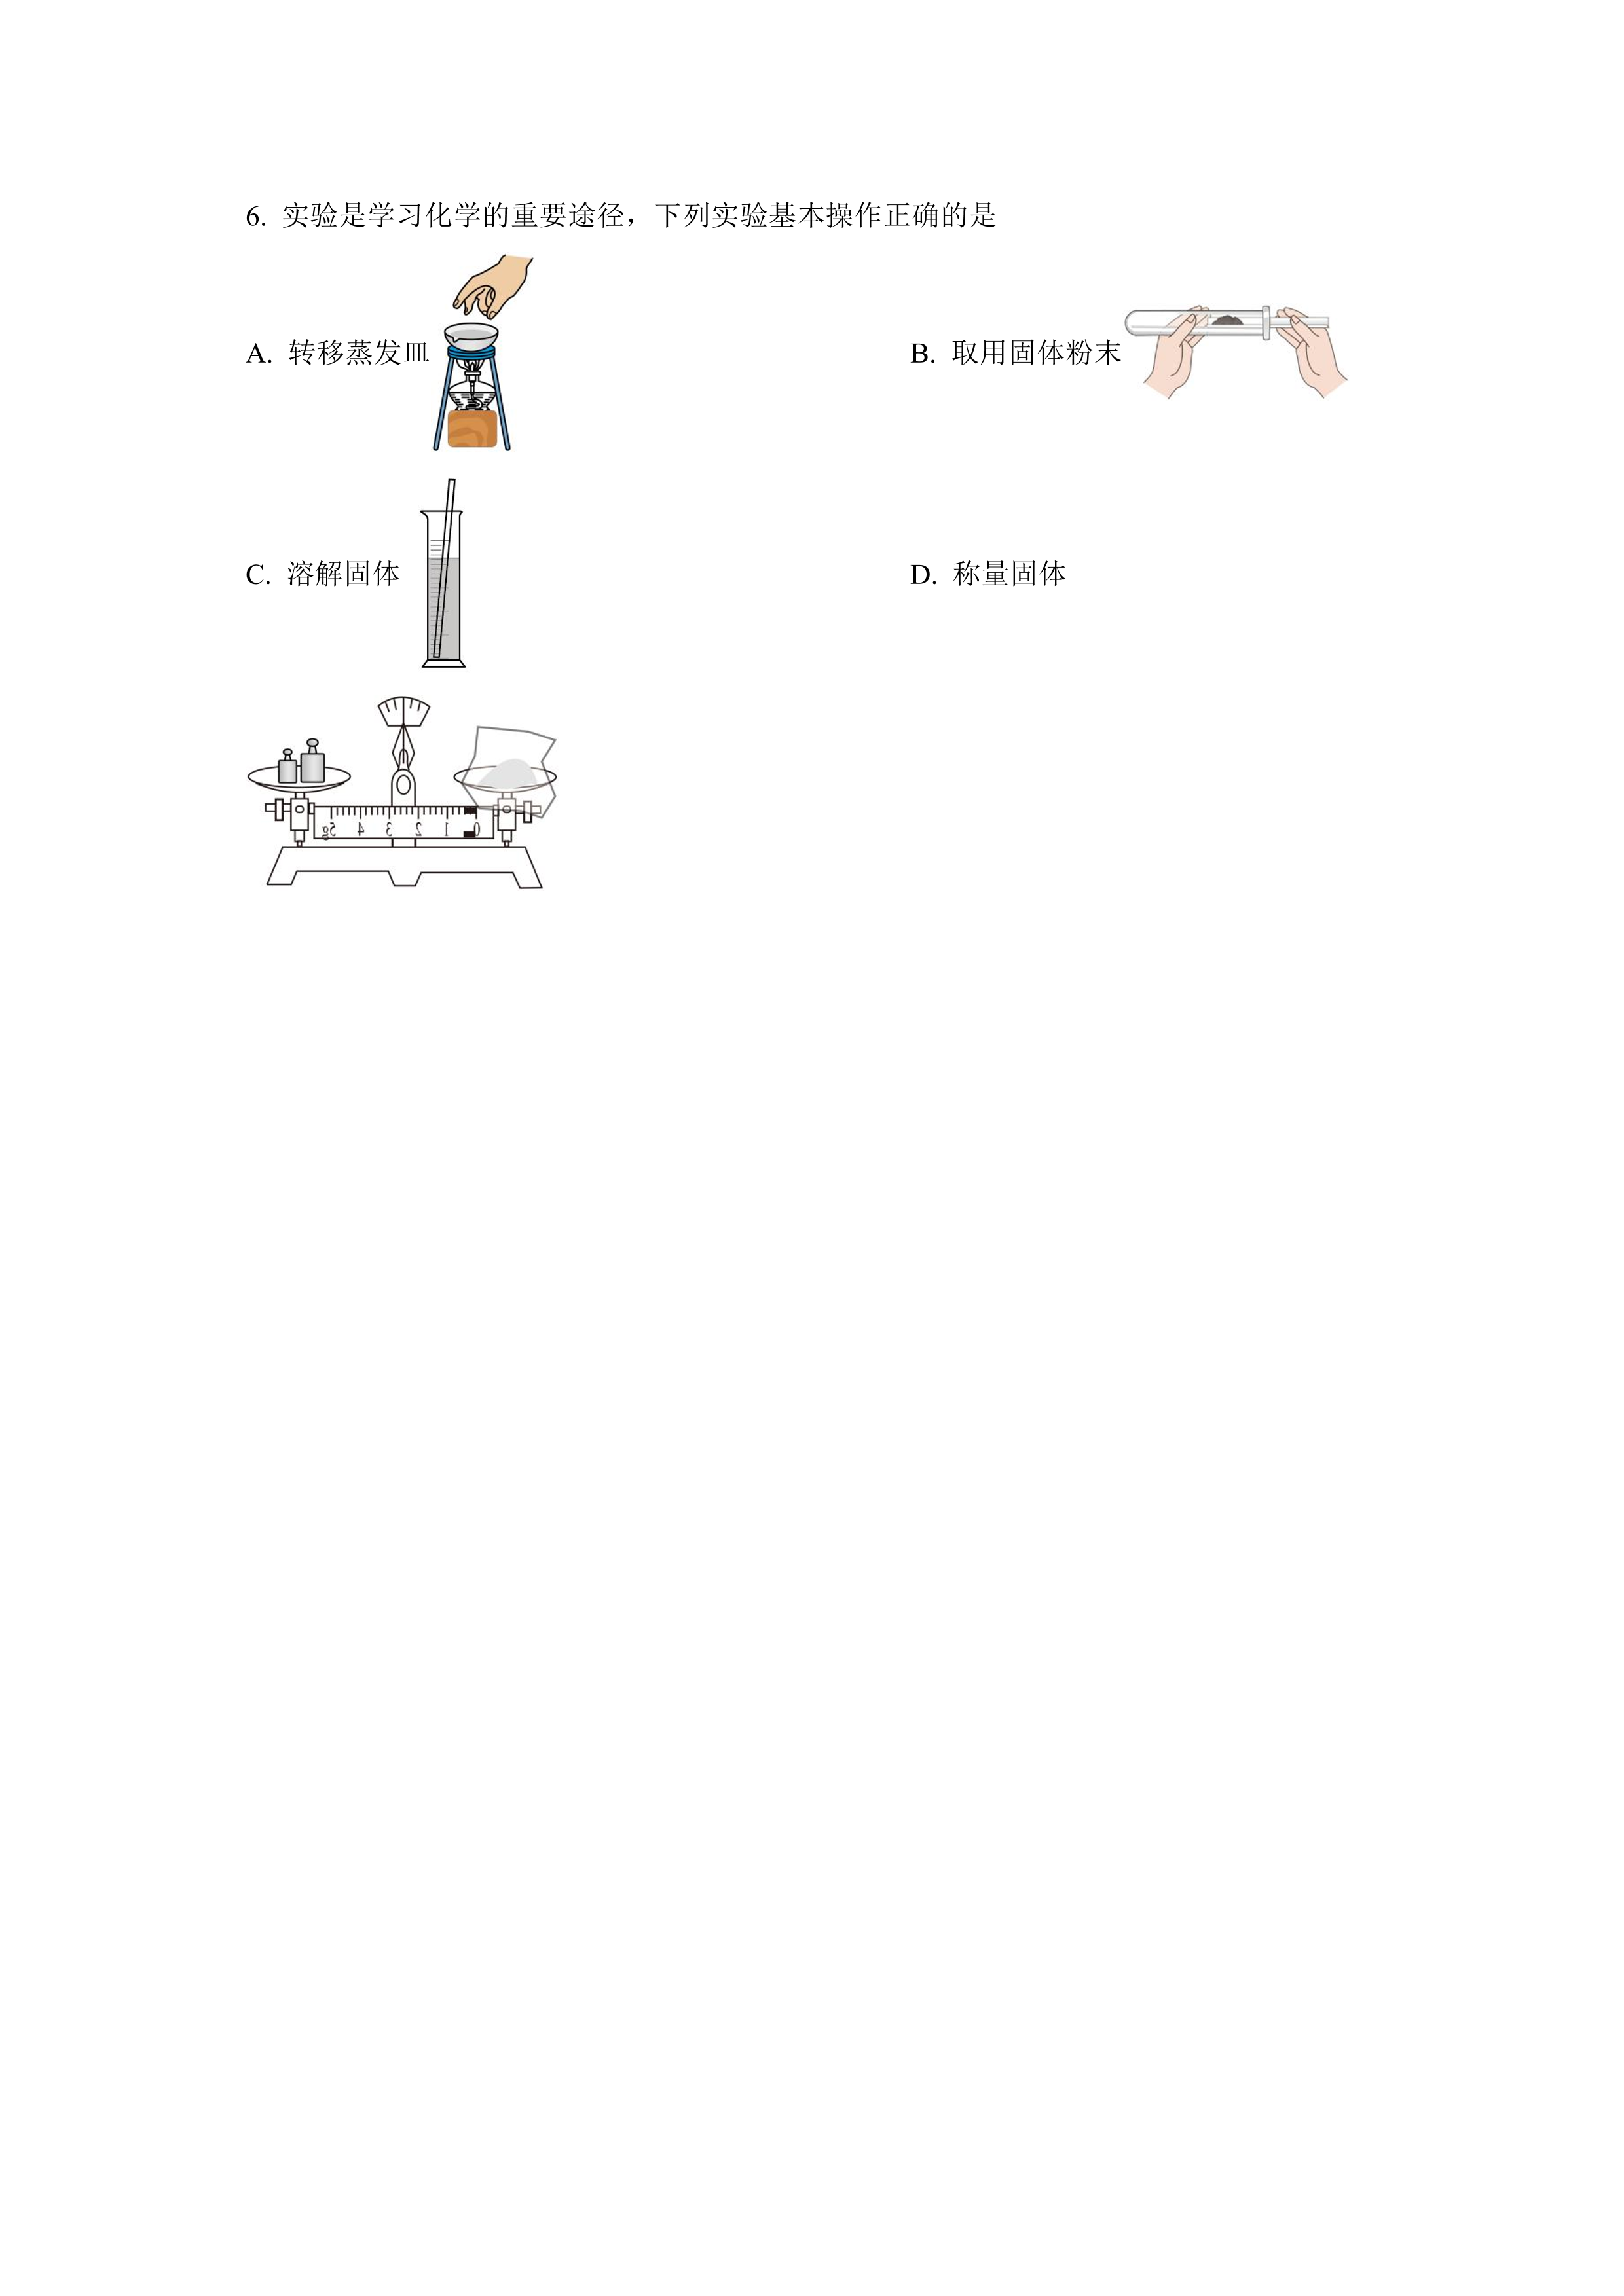 6. 实验是学习化学的重要途径，下列实验基本操作正确的是
A. 转移蒸发皿
B. 取用固体粉末
C. 溶解固体
D. 称量固体
5g 4 3 2 1 0